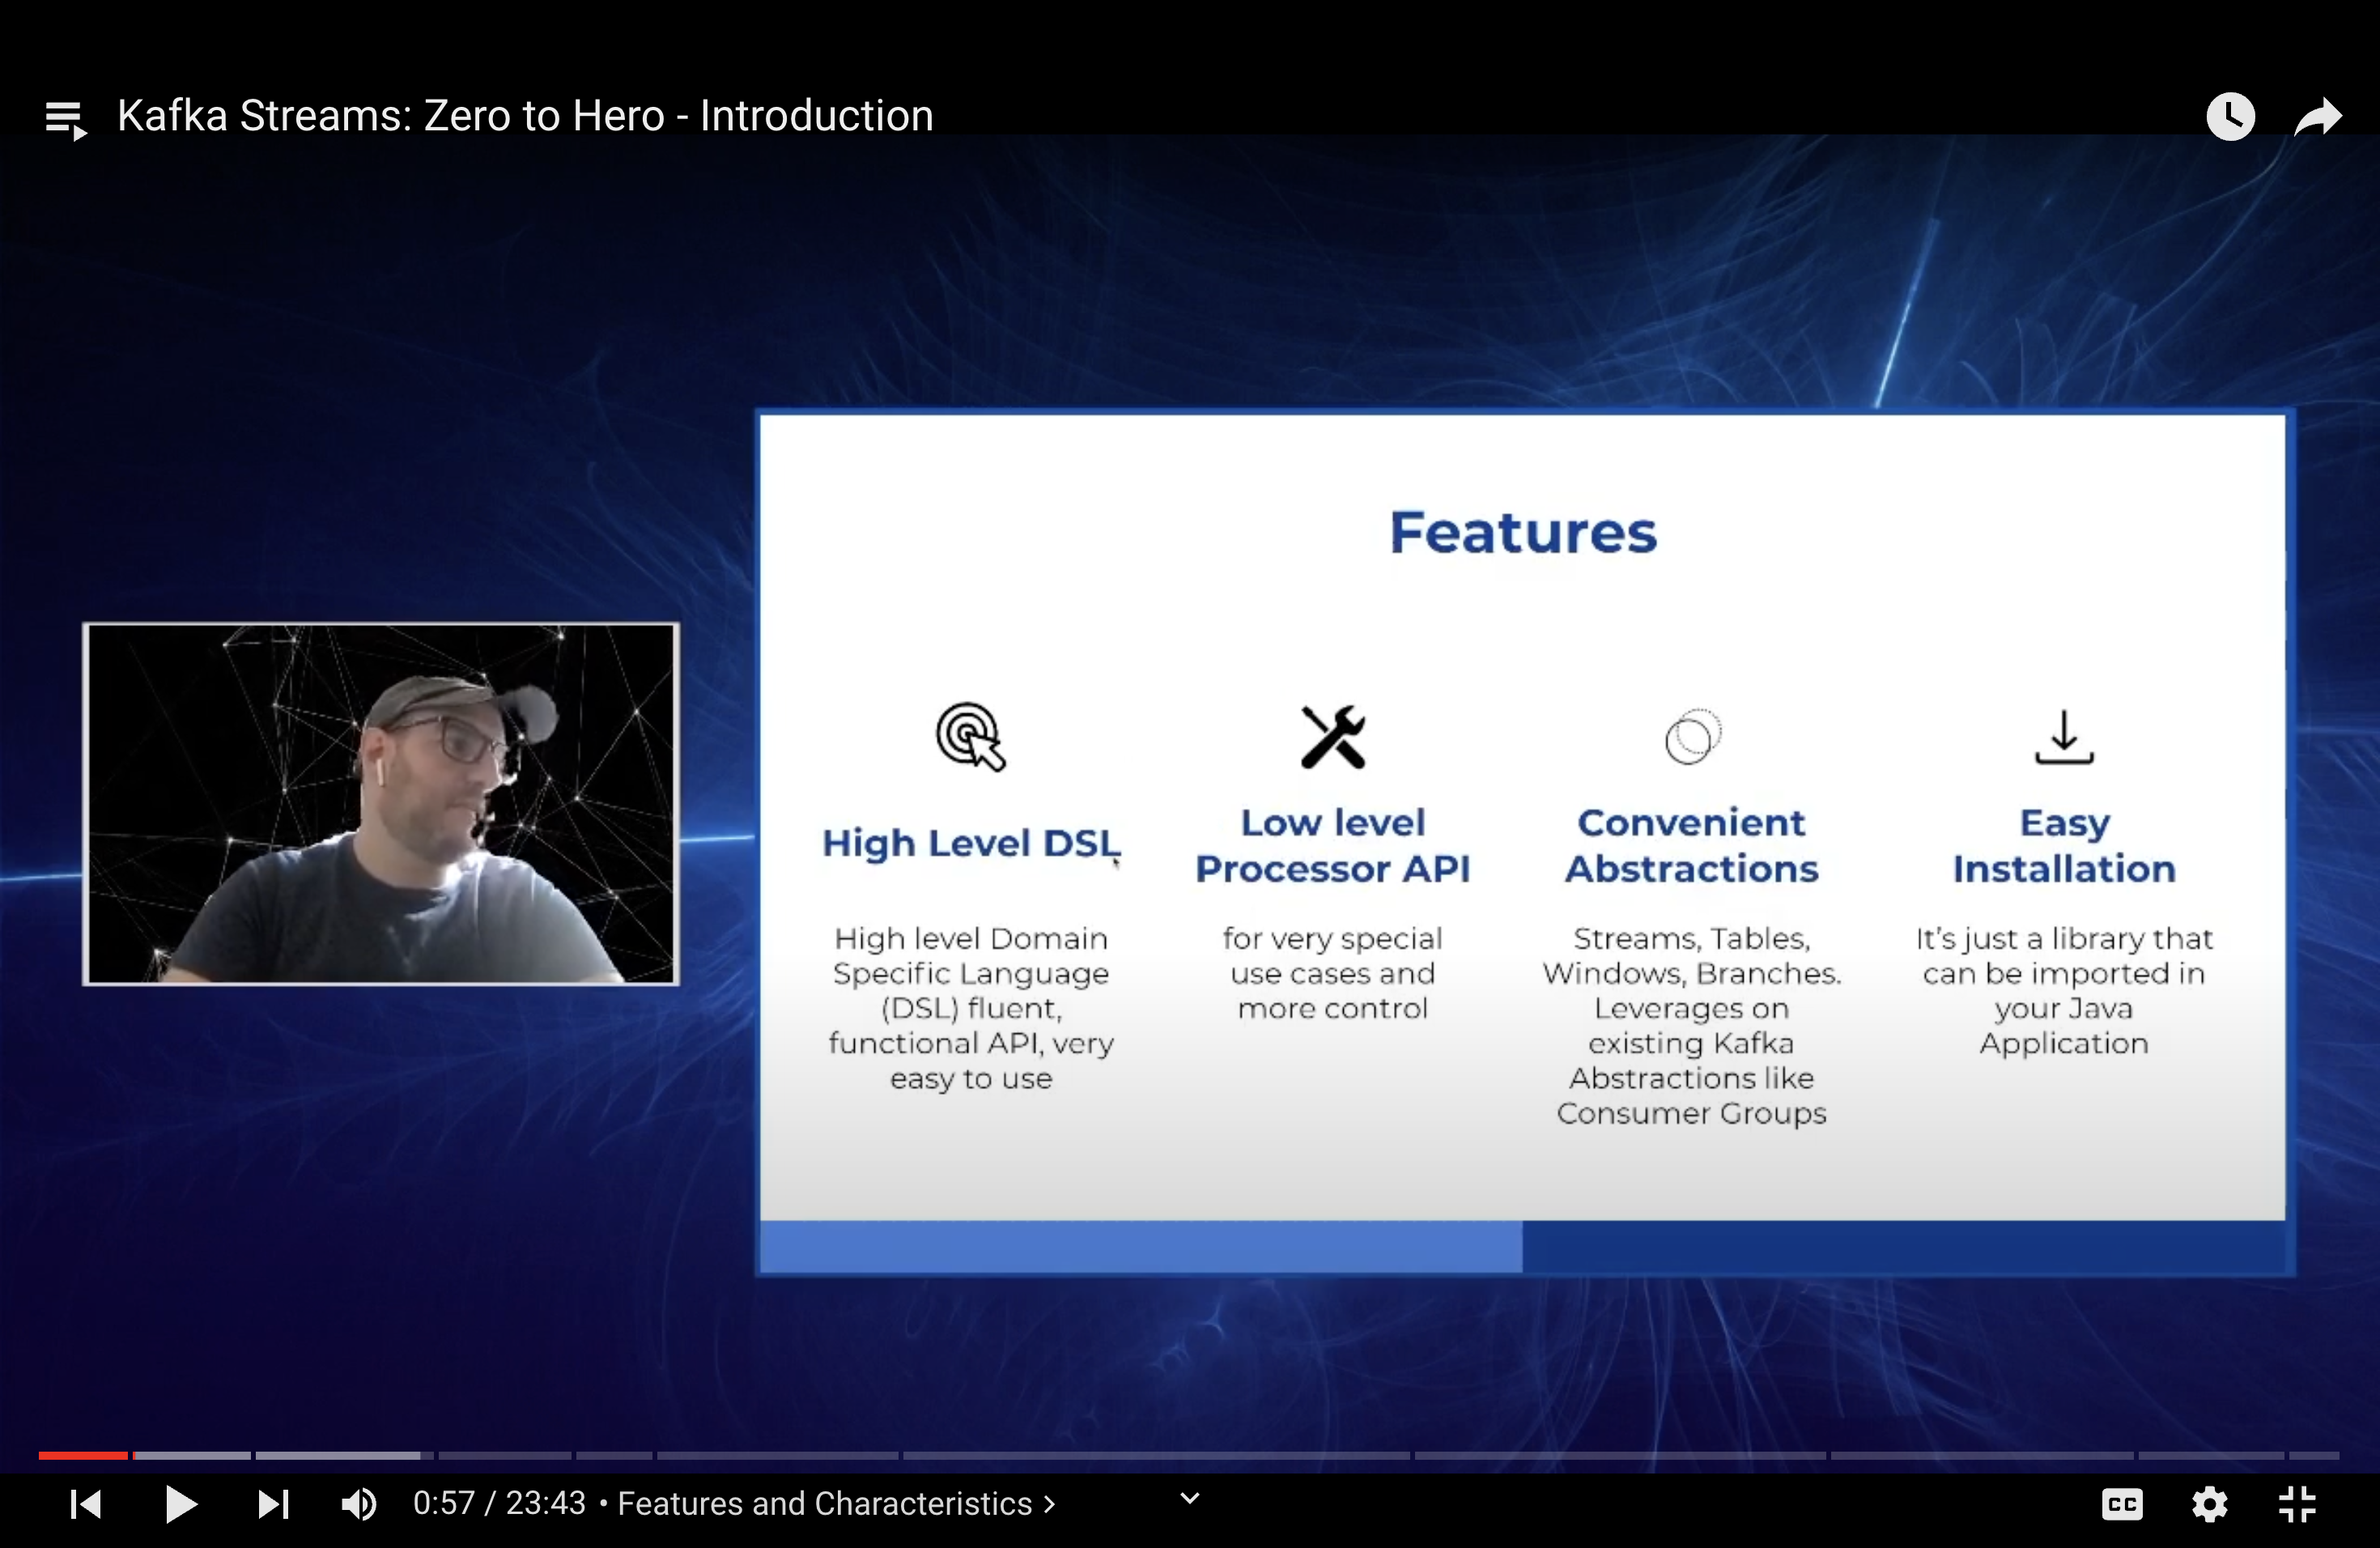 Kafka Streams: Zero to Hero - Introduction
Features
High Level DSL
High level Domain
Specific Language
(DSL) fluent,
functional API, very
easy to use
Low level
Processor API
for very special
use cases and
more control
Convenient
Abstractions
Streams, Tables,
Windows, Branches.
Leverages on
existing Kafka
Abstractions like
Consumer Groups
Easy
Installation
It's just a library that
can be imported in
your Java
Application
0:57 / 23:43 • Features and Characteristics >
CC